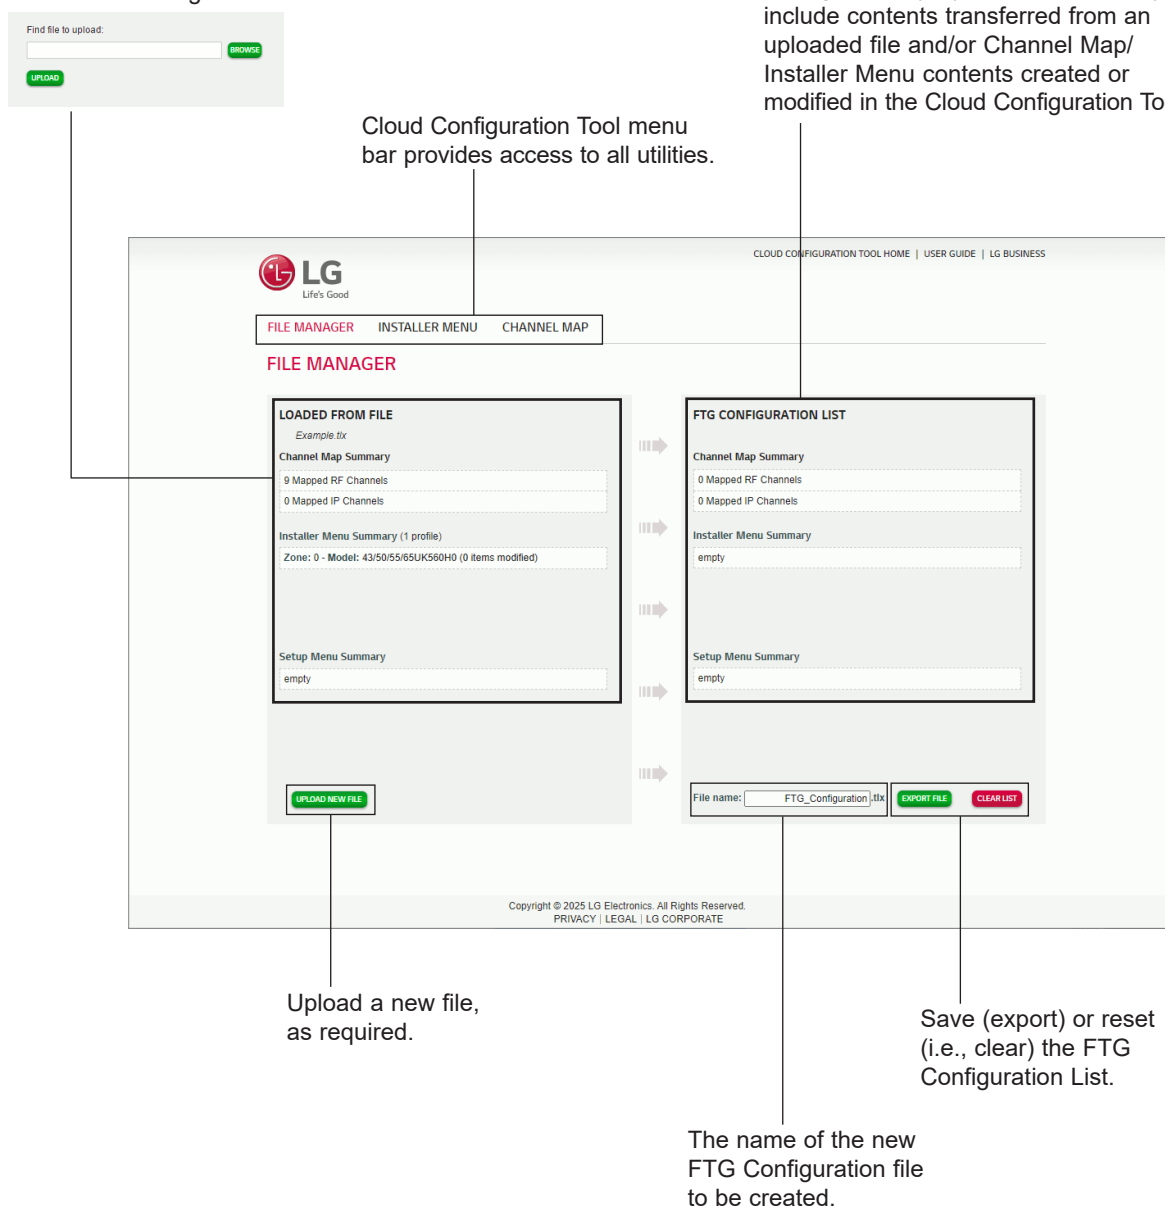 Find file to upload:
BROWSE
UPLOAD
include contents transferred from an
uploaded file and/or Channel Map/
Installer Menu contents created or
modified in the Cloud Configuration To
Cloud Configuration Tool menu
bar provides access to all utilities.
LG
Life's Good
CLOUD CONFIGURATION TOOL HOME | USER GUIDE | LG BUSINESS
FILE MANAGER INSTALLER MENU CHANNEL MAP
FILE MANAGER
LOADED FROM FILE
Example.tlx
Channel Map Summary
9 Mapped RF Channels
0 Mapped IP Channels
Installer Menu Summary (1 profile)
Zone: 0 - Model: 43/50/55/65UK560H0 (0 items modified)
Setup Menu Summary
empty
UPLOAD NEW FILE
FTG CONFIGURATION LIST
Channel Map Summary
0 Mapped RF Channels
0 Mapped IP Channels
Installer Menu Summary
empty
Setup Menu Summary
empty
File name: FTG_Configuration .tlx EXPORT FILE CLEAR LIST
Copyright © 2025 LG Electronics. All Rights Reserved.
PRIVACY | LEGAL | LG CORPORATE
Upload a new file,
as required.
Save (export) or reset
(i.e., clear) the FTG
Configuration List.
The name of the new
FTG Configuration file
to be created.